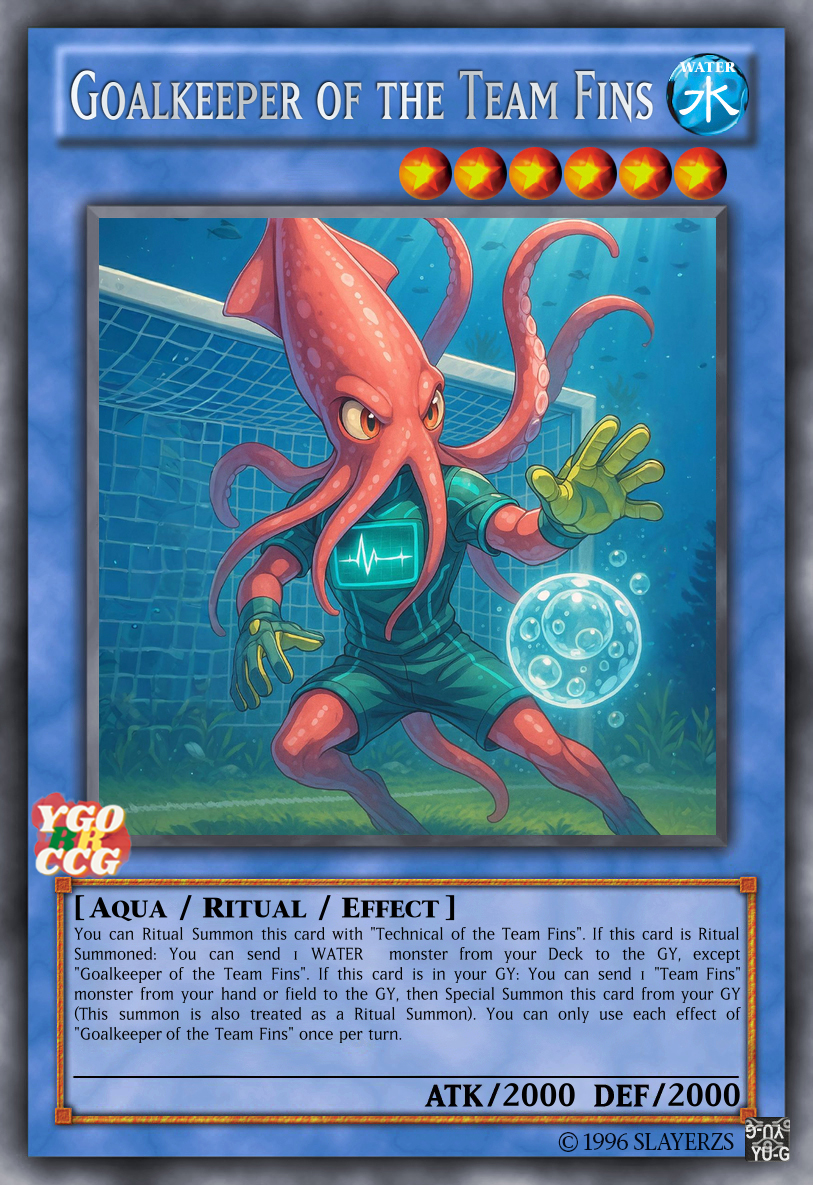 Goalkeeper of the Team Fins
WATER
水
[ Aqua / Ritual / Effect ]
You can Ritual Summon this card with "Technical of the Team Fins". If this card is Ritual
Summoned: You can send 1 WATER monster from your Deck to the GY, except
"Goalkeeper of the Team Fins". If this card is in your GY: You can send 1 "Team Fins"
monster from your hand or field to the GY, then Special Summon this card from your GY
(This summon is also treated as a Ritual Summon). You can only use each effect of
"Goalkeeper of the Team Fins" once per turn.
ATK/2000 DEF/2000
© 1996 SLAYERZS
YGO
BR
CCG
YU-G